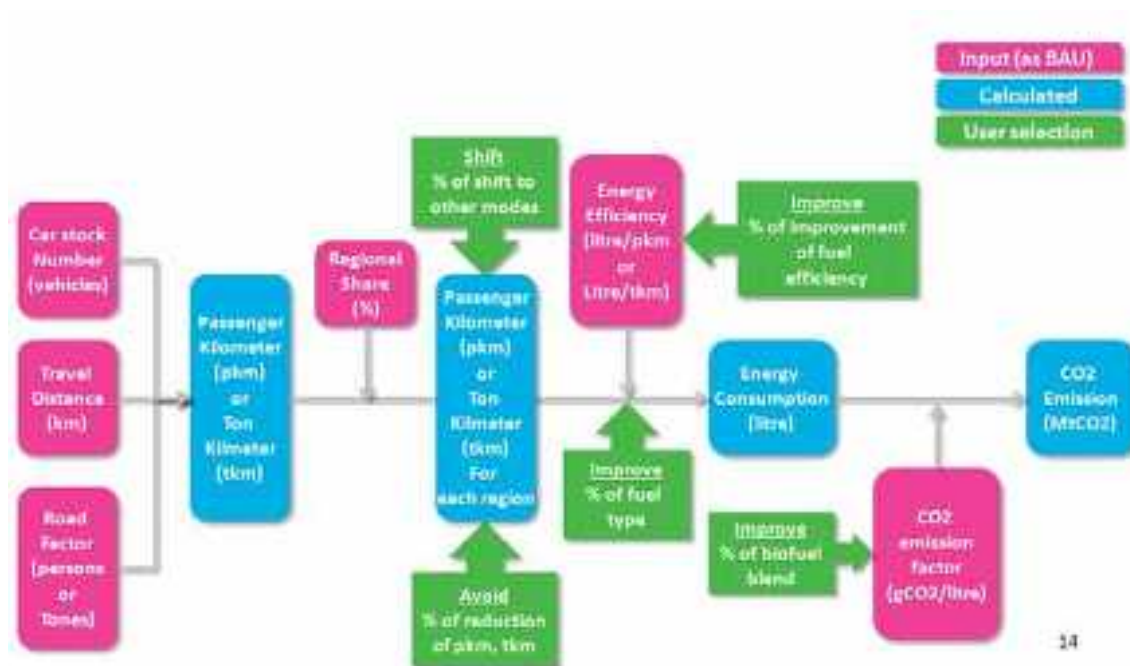 Input (as BAU)
Calculated
User selection
Shift
% of shift to
other modes
Energy
Efficiency
(litre/pkm
or
Litre/tkm)
Improve
% of improvement
of fuel
efficiency
Car stock
Number
(vehicles)
Regional
Share
(%)
Passenger
Kilometer
(pkm)
or
Ton
Kilmeter
(tkm)
Passenger
Kilometer
(pkm)
or
Ton
Kilmeter
(tkm)
For
each region
Travel
Distance
(km)
Energy
Consumption
(litre)
CO2
Emission
(MtCO2)
Improve
% of fuel
type
Road
Factor
(persons
or
Tones)
Improve
% of biofuel
blend
CO2
emission
factor
(gCO2/litre)
Avoid
% of reduction
of pkm, tkm
14